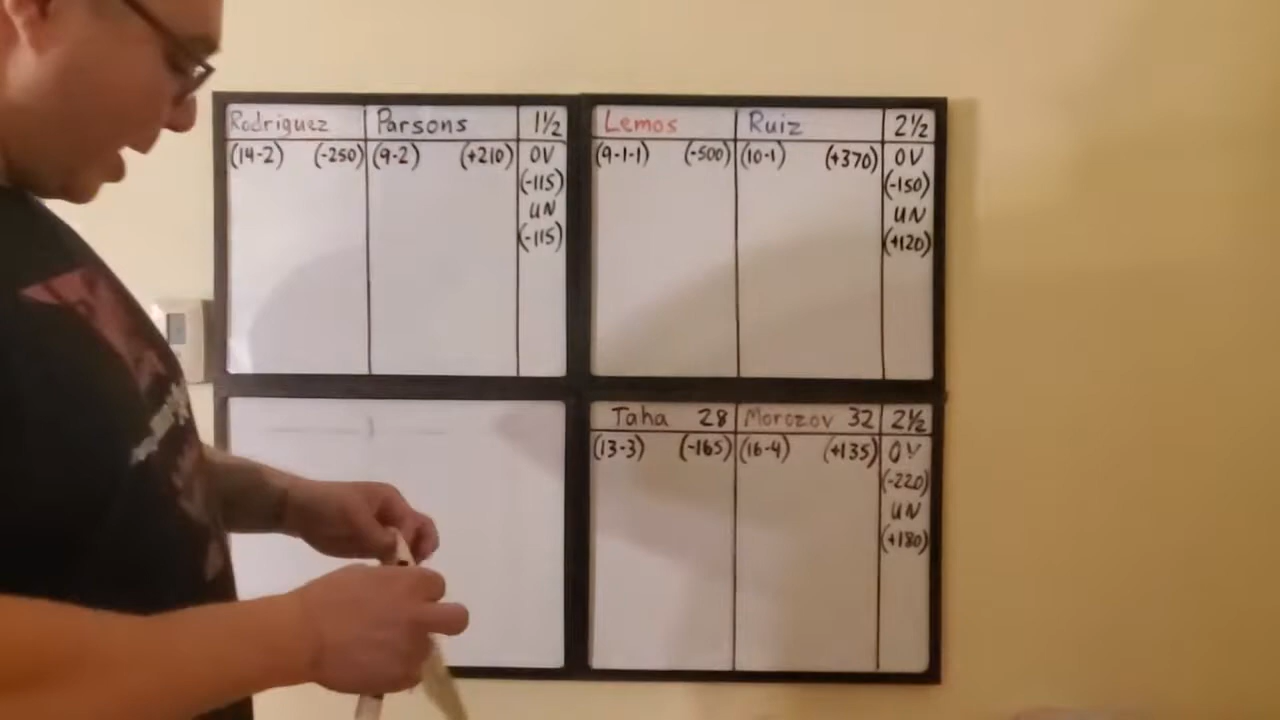 Rodriguez Parsons 1½
(14-2) (-250) (9-2) (+210) OV
(-115)
UN
(-115)
Lemos Ruiz 2½
(9-1-1) (-500) (10-1) (+370) OV
(-150)
UN
(+120)
Taha 28 Morozov 32 2½
(13-3) (-165) (16-4) (+135) OV
(-220)
UN
(+180)